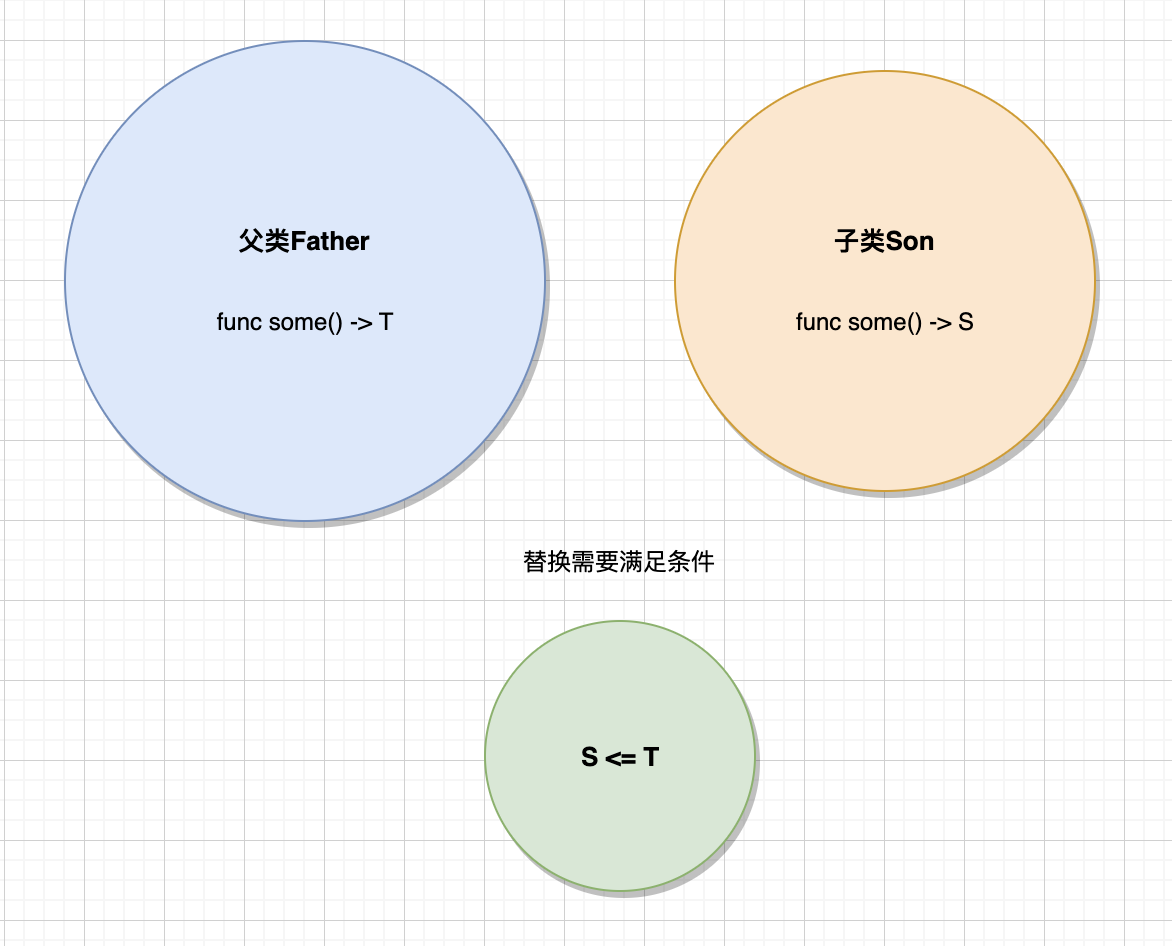 父类Father
func some() -> T
子类Son
func some() -> S
替换需要满足条件
S <= T